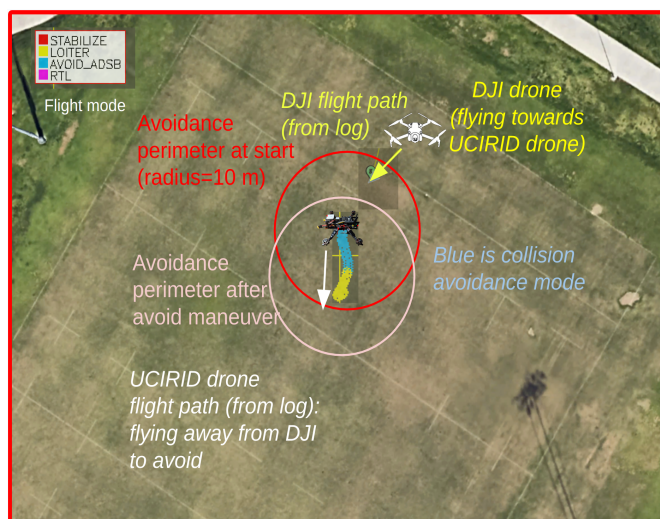 STABILIZE
LOITER
AVOID_ADSB
RTL
Flight mode
DJI flight path
(from log)
DJI drone
(flying towards
UCIRID drone)
Avoidance
perimeter at start
(radius=10 m)
Avoidance
perimeter after
avoid maneuver
Blue is collision
avoidance mode
UCIRID drone
flight path (from log):
flying away from DJI
to avoid